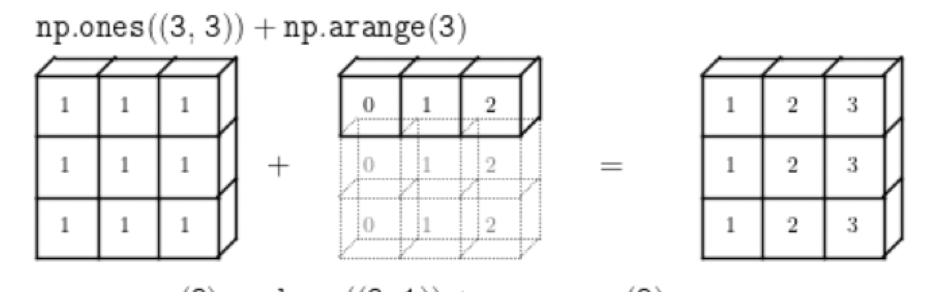 np.ones((3, 3)) + np.arange(3)
1 1 1 0 1 2 1 2 3
1 1 1 + 0 1 2 = 1 2 3
1 1 1 0 1 2 1 2 3